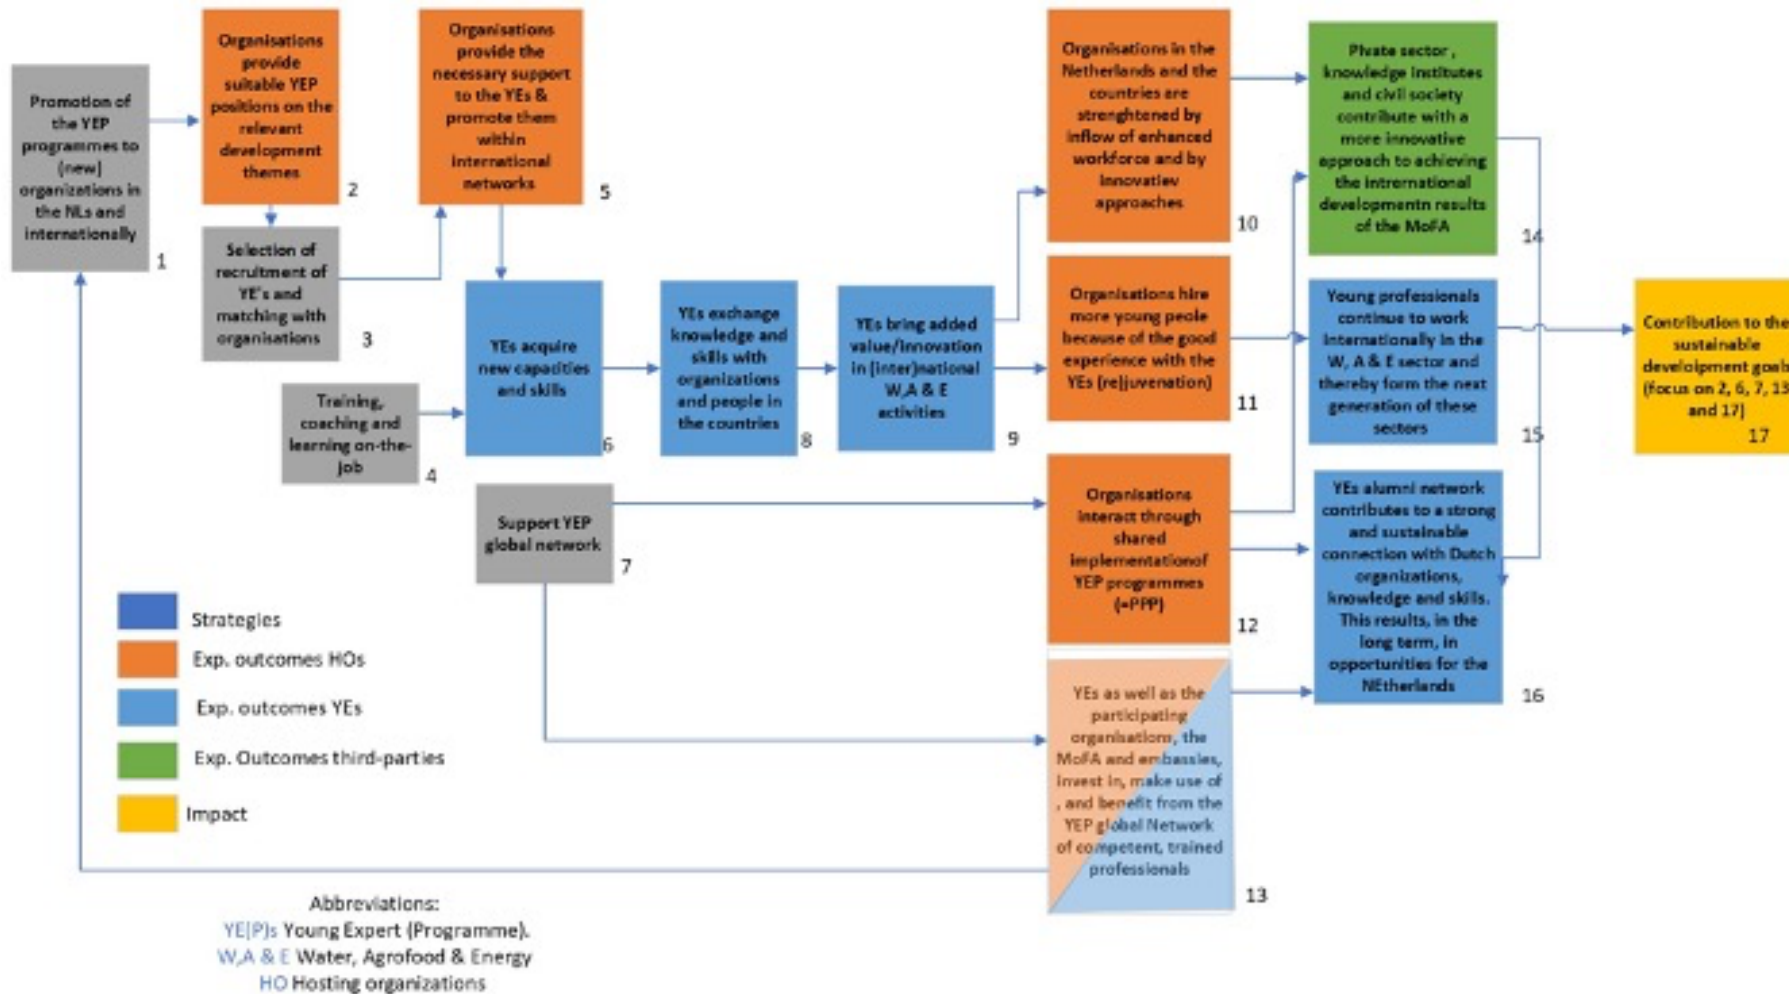 Promotion of
the YEP
programmes to
(new)
organizations in
the NLs and
internationally
1
Organisations
provide
suitable YEP
positions on the
relevant
development
themes
2
Selection of
recruitment of
YE's and
matching with
organisations
3
Training,
coaching and
learning on-the-
job
4
Organisations
provide the
necessary support
to the YEs &
promote them
within
international
networks
5
YEs acquire
new capacities
and skills
6
Support YEP
global network
7
YEs exchange
knowledge and
skills with
organizations
and people in
the countries
8
YEs bring added
value/innovation
in (inter)national
W,A & E
activities
9
Organisations in the
Netherlands and the
countries are
strenghtened by
inflow of enhanced
workforce and by
innovatiev
approaches
10
Organisations hire
more young peole
because of the good
experience with the
YEs (re)juvenation)
11
Organisations
interact through
shared
implementationof
YEP programmes
(=PPP)
12
YEs as well as the
participating
organisations, the
MoFA and embassies,
invest in, make use of
, and benefit from the
YEP global Network
of competent, trained
professionals
13
Pivate sector ,
knowledge institutes
and civil society
contribute with a
more innovative
approach to achieving
the intrernational
developmentn results
of the MoFA
14
Young professionals
continue to work
internationally in the
W, A & E sector and
thereby form the next
generation of these
sectors
15
YEs alumni network
contributes to a strong
and sustainable
connection with Dutch
organizations,
knowledge and skills.
This results, in the
long term, in
opportunities for the
NEtherlands
16
Contribution to the
sustainable
develoipment goals
(focus on 2, 6, 7, 13
and 17)
17
Strategies
Exp. outcomes HOs
Exp. outcomes YEs
Exp. Outcomes third-parties
Impact
Abbreviations:
YE(P)s Young Expert (Programme).
W,A & E Water, Agrofood & Energy
HO Hosting organizations